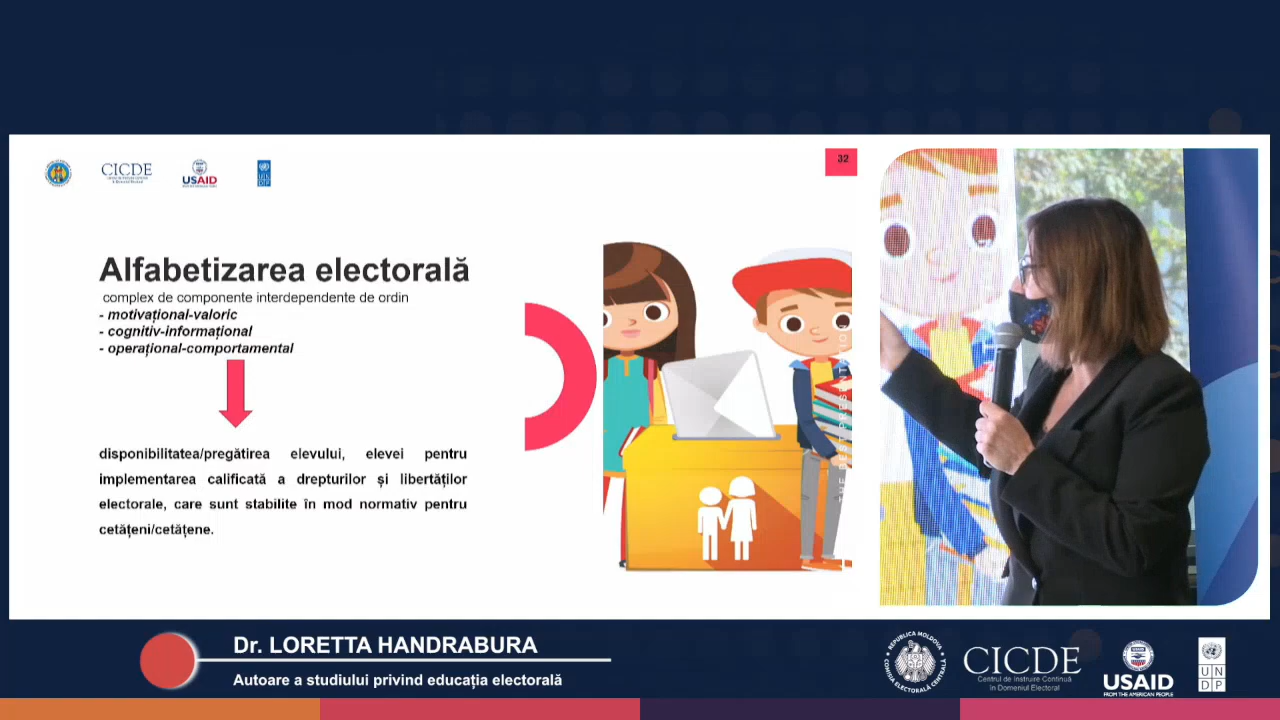 CICDE
USAID
UN
DP
32
Alfabetizarea electorală
complex de componente interdependente de ordin
- motivațional-valoric
- cognitiv-informațional
- operațional-comportamental
disponibilitatea/pregătirea elevului, elevei pentru
implementarea calificată a drepturilor și libertăților
electorale, care sunt stabilite în mod normativ pentru
cetățeni/cetățene.
Dr. LORETTA HANDRABURA
Autoare a studiului privind educația electorală
REPUBLICA MOLDOVA
COMISIA ELECTORALĂ CENTRALĂ
CICDE
Centrul de Instruire Continuă
în Domeniul Electoral
USAID
FROM THE AMERICAN PEOPLE
U N
D P